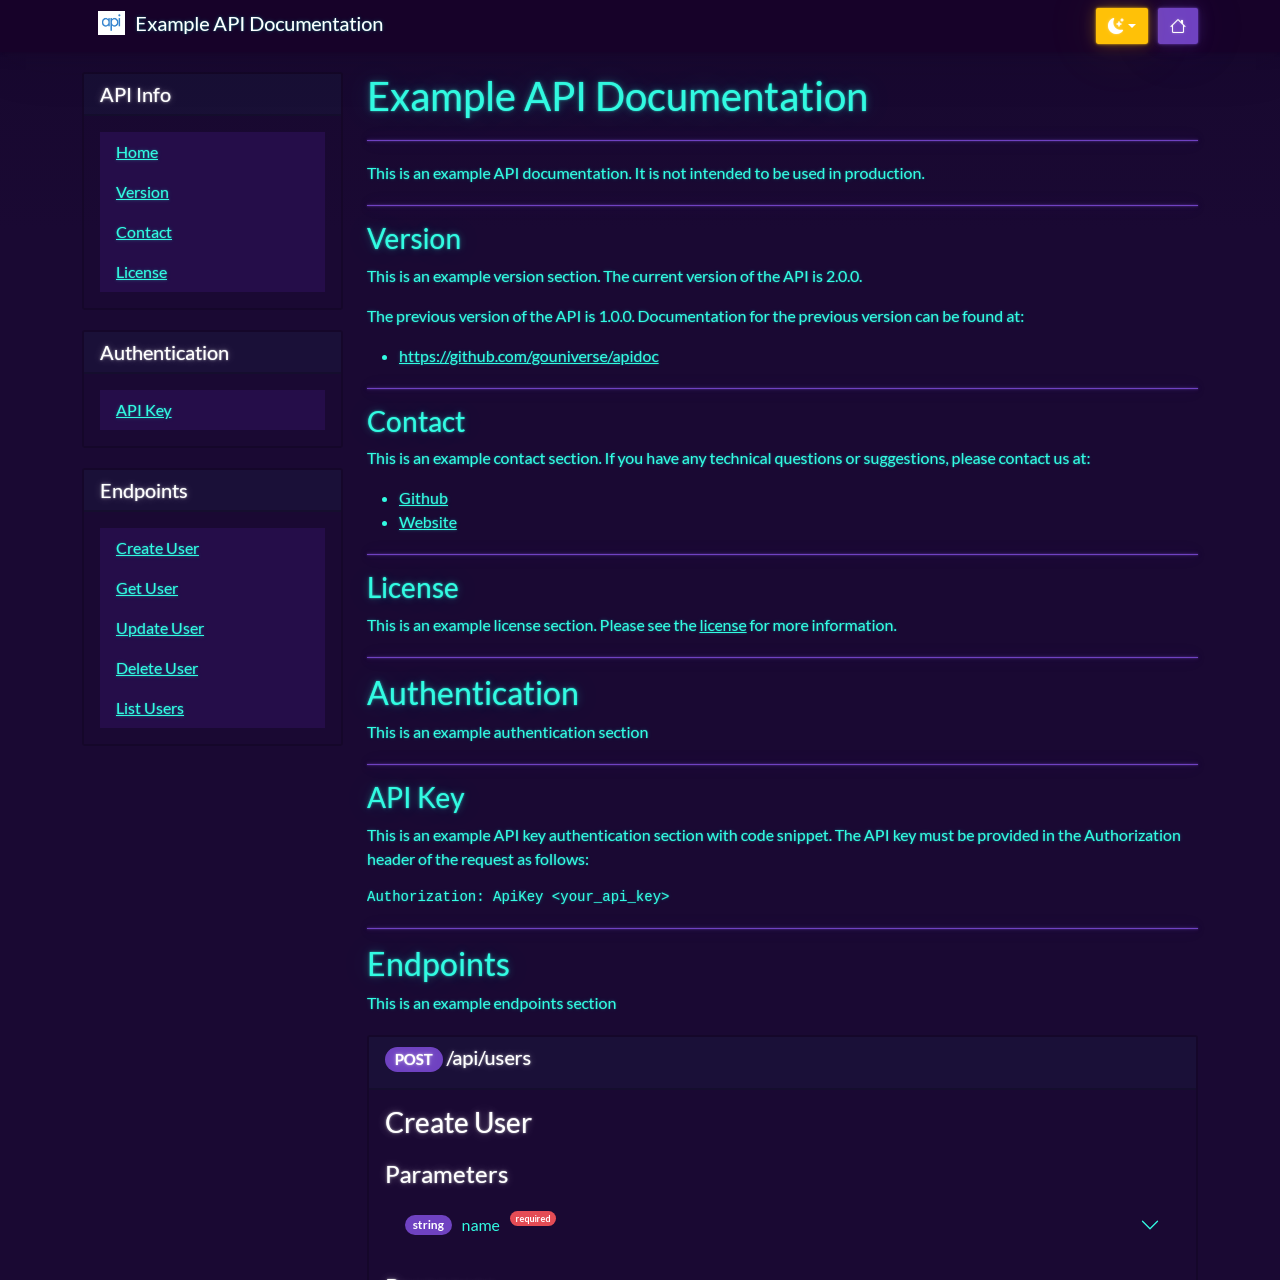 api Example API Documentation
API Info
Home
Version
Contact
License
Authentication
API Key
Endpoints
Create User
Get User
Update User
Delete User
List Users
Example API Documentation
This is an example API documentation. It is not intended to be used in production.
Version
This is an example version section. The current version of the API is 2.0.0.
The previous version of the API is 1.0.0. Documentation for the previous version can be found at:
https://github.com/gouniverse/apidoc
Contact
This is an example contact section. If you have any technical questions or suggestions, please contact us at:
Github
Website
License
This is an example license section. Please see the license for more information.
Authentication
This is an example authentication section
API Key
This is an example API key authentication section with code snippet. The API key must be provided in the Authorization
header of the request as follows:
Authorization: ApiKey <your_api_key>
Endpoints
This is an example endpoints section
POST /api/users
Create User
Parameters
string name required